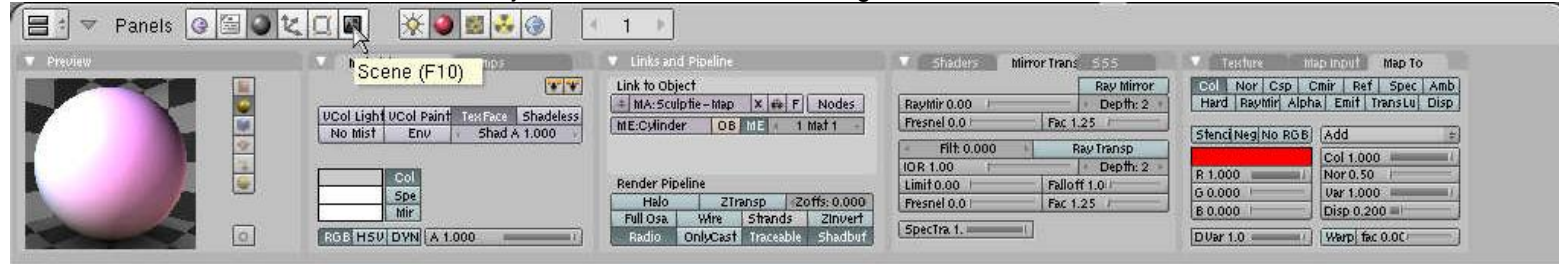 Panels 1
Scene (F10)
Preview
Links and Pipeline
Link to Object
MA:Sculptie-Map X F Nodes
ME:Cylinder OB ME 1 Mat 1
Render Pipeline
Halo ZTransp Zoffs: 0.000
Full Osa Wire Strands ZInvert
Radio OnlyCast Traceable Shadbuf
VCol Light VCol Paint TexFace Shadeless
No Mist Env Shad A 1.000
Col
Spe
Mir
RGB HSV DYN A 1.000
Shaders Mirror Trans SSS
Ray Mirror
RayMir 0.00 Depth: 2
Fresnel 0.0 Fac 1.25
Filt: 0.000 Ray Transp
IOR 1.00 Depth: 2
Limit 0.00 Falloff 1.0
Fresnel 0.0 Fac 1.25
SpecTra 1.
Texture Map Input Map To
Col Nor Csp Cmir Ref Spec Amb
Hard RayMir Alpha Emit TransLu Disp
Stenci Neg No RGB Add
Col 1.000
R 1.000 Nor 0.50
G 0.000 Var 1.000
B 0.000 Disp 0.200
DVar 1.0 Warp fac 0.00